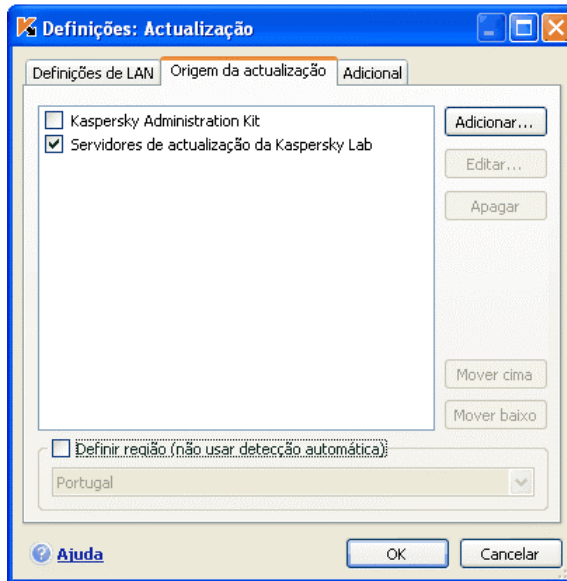 Definições: Actualização
Definições de LAN
Origem da actualização
Adicional
Kaspersky Administration Kit
Servidores de actualização da Kaspersky Lab
Adicionar...
Editar...
Apagar
Mover cima
Mover baixo
Definir região (não usar detecção automática)
Portugal
Ajuda
OK
Cancelar